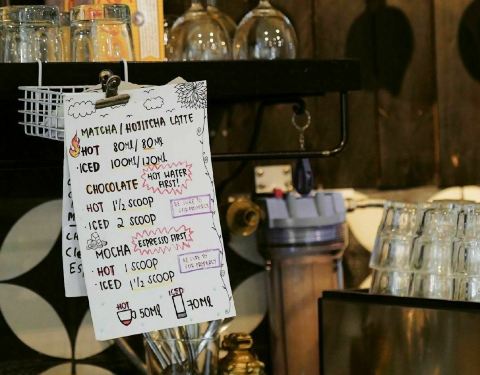 MATCHA / HOJITCHA LATTE
HOT 80ML / 80ML
·ICED 100ML / 120ML
CHOCOLATE HOT WATER FIRST!
HOT 1½ SCOOP
·ICED 2 SCOOP
MOCHA ESPRESSO FIRST
·HOT 1 SCOOP
·ICED 1½ SCOOP
HOT 50ML ICED 70ML